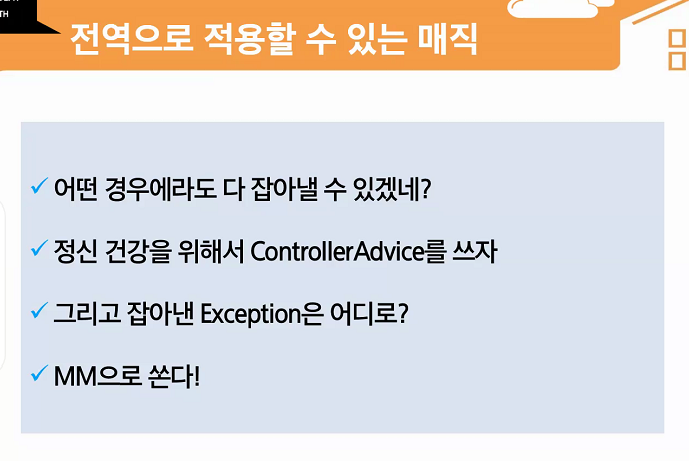 TH
전역으로 적용할 수 있는 매직
어떤 경우에라도 다 잡아낼 수 있겠네?
정신 건강을 위해서 ControllerAdvice를 쓰자
그리고 잡아낸 Exception은 어디로?
MM으로 쏜다!